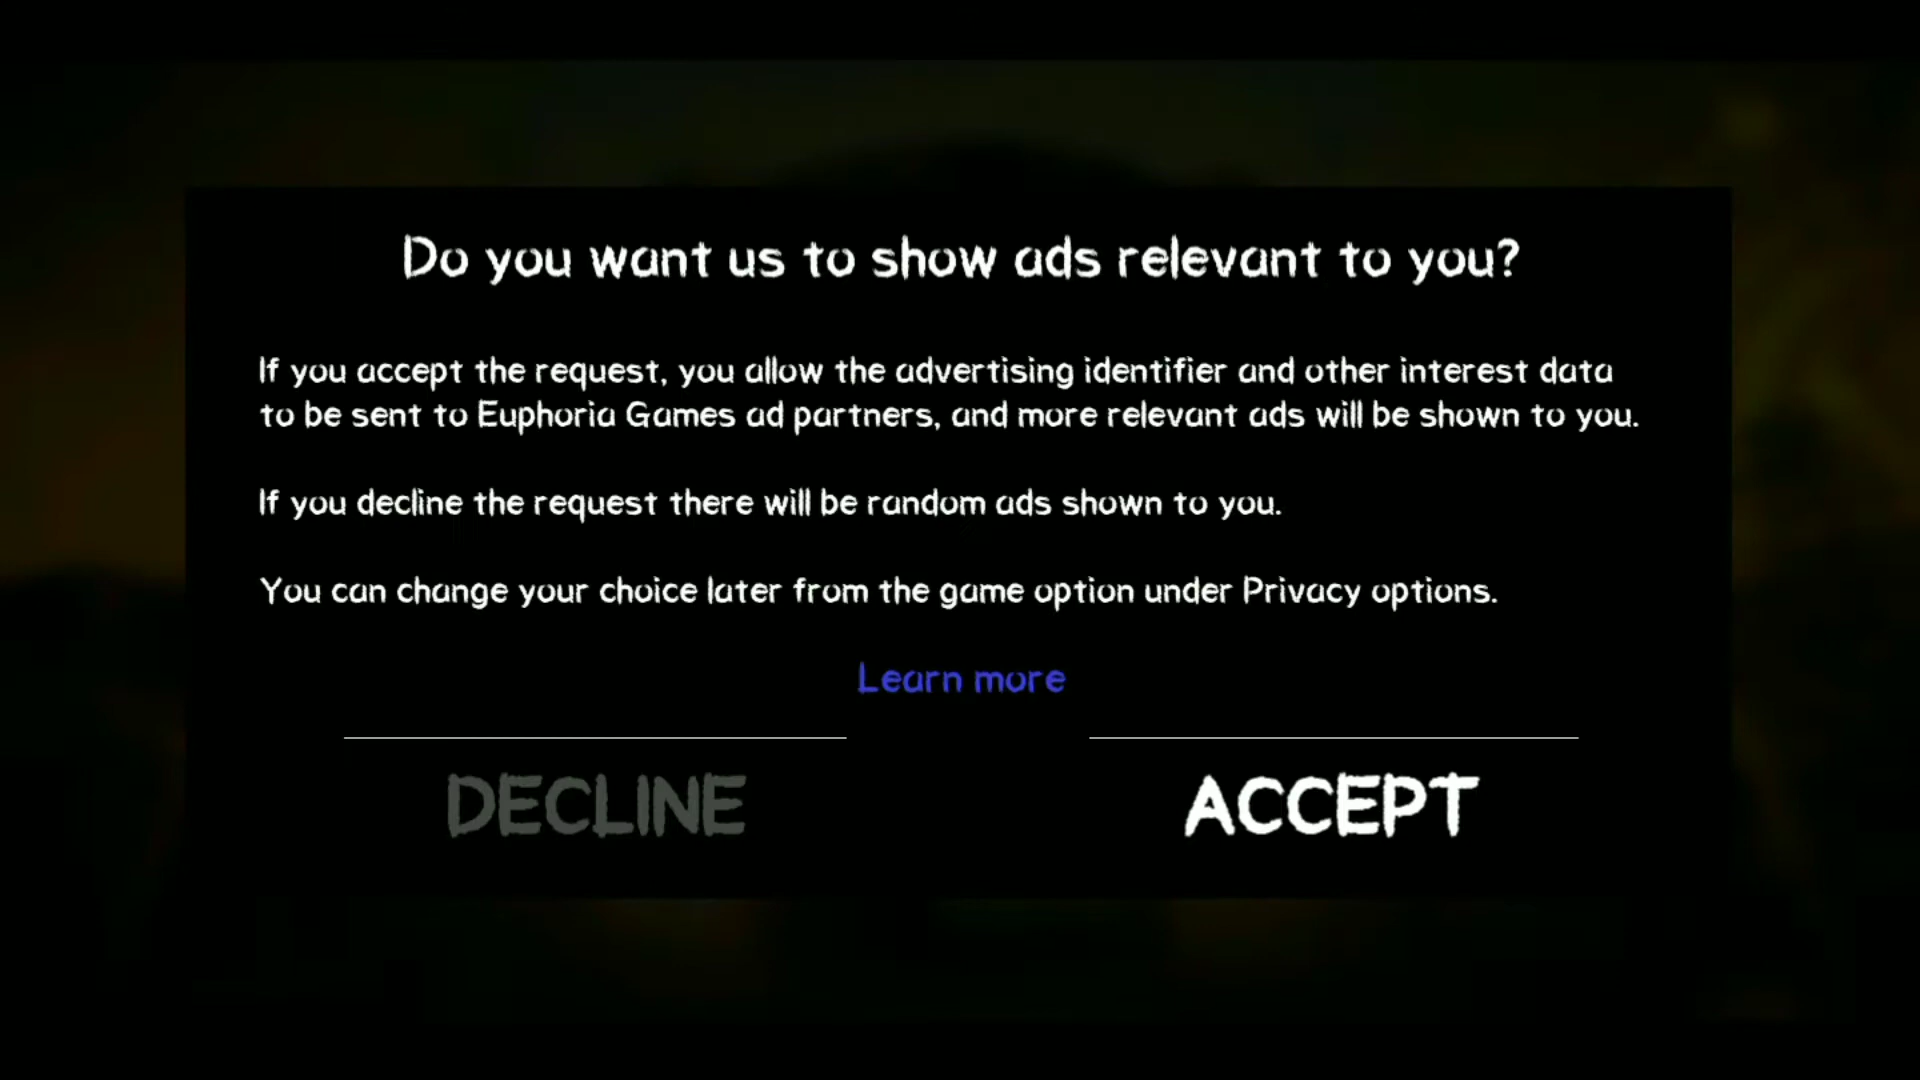 Do you want us to show ads relevant to you?
If you accept the request, you allow the advertising identifier and other interest data
to be sent to Euphoria Games ad partners, and more relevant ads will be shown to you.
If you decline the request there will be random ads shown to you.
You can change your choice later from the game option under Privacy options.
Learn more
DECLINE
ACCEPT